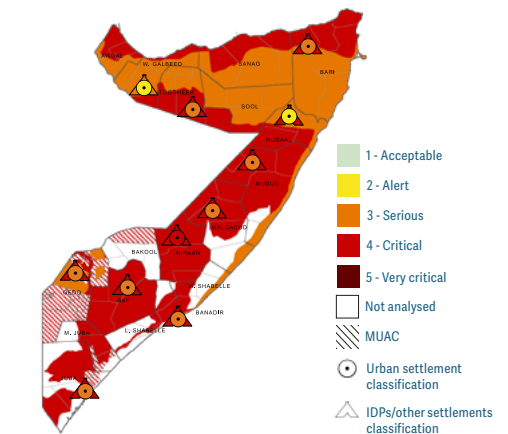 AWDAL
W. GALBEED
SANAG
BARI
TOGDHEER
SOOL
NUGAAL
MUDUG
GALGADUD
BAKOOL
HIRAAN
GEDO
BAY
M. SHABELLE
BANADIR
M. JUBA
L. SHABELLE
JUBA
1 - Acceptable
2 - Alert
3 - Serious
4 - Critical
5 - Very critical
Not analysed
MUAC
Urban settlement
classification
IDPs/other settlements
classification